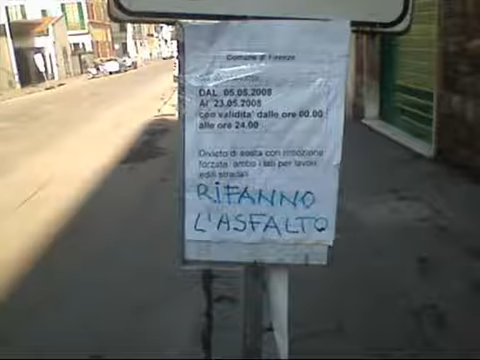 Comune di Firenze
DAL 05.05.2008
Al 23.05.2008
con validita' dalle ore 00.00
alle ore 24.00
Divieto di sosta con rimozione
forzata ambo i lati per lavori
edili stradali
RIFANNO
L'ASFALTO